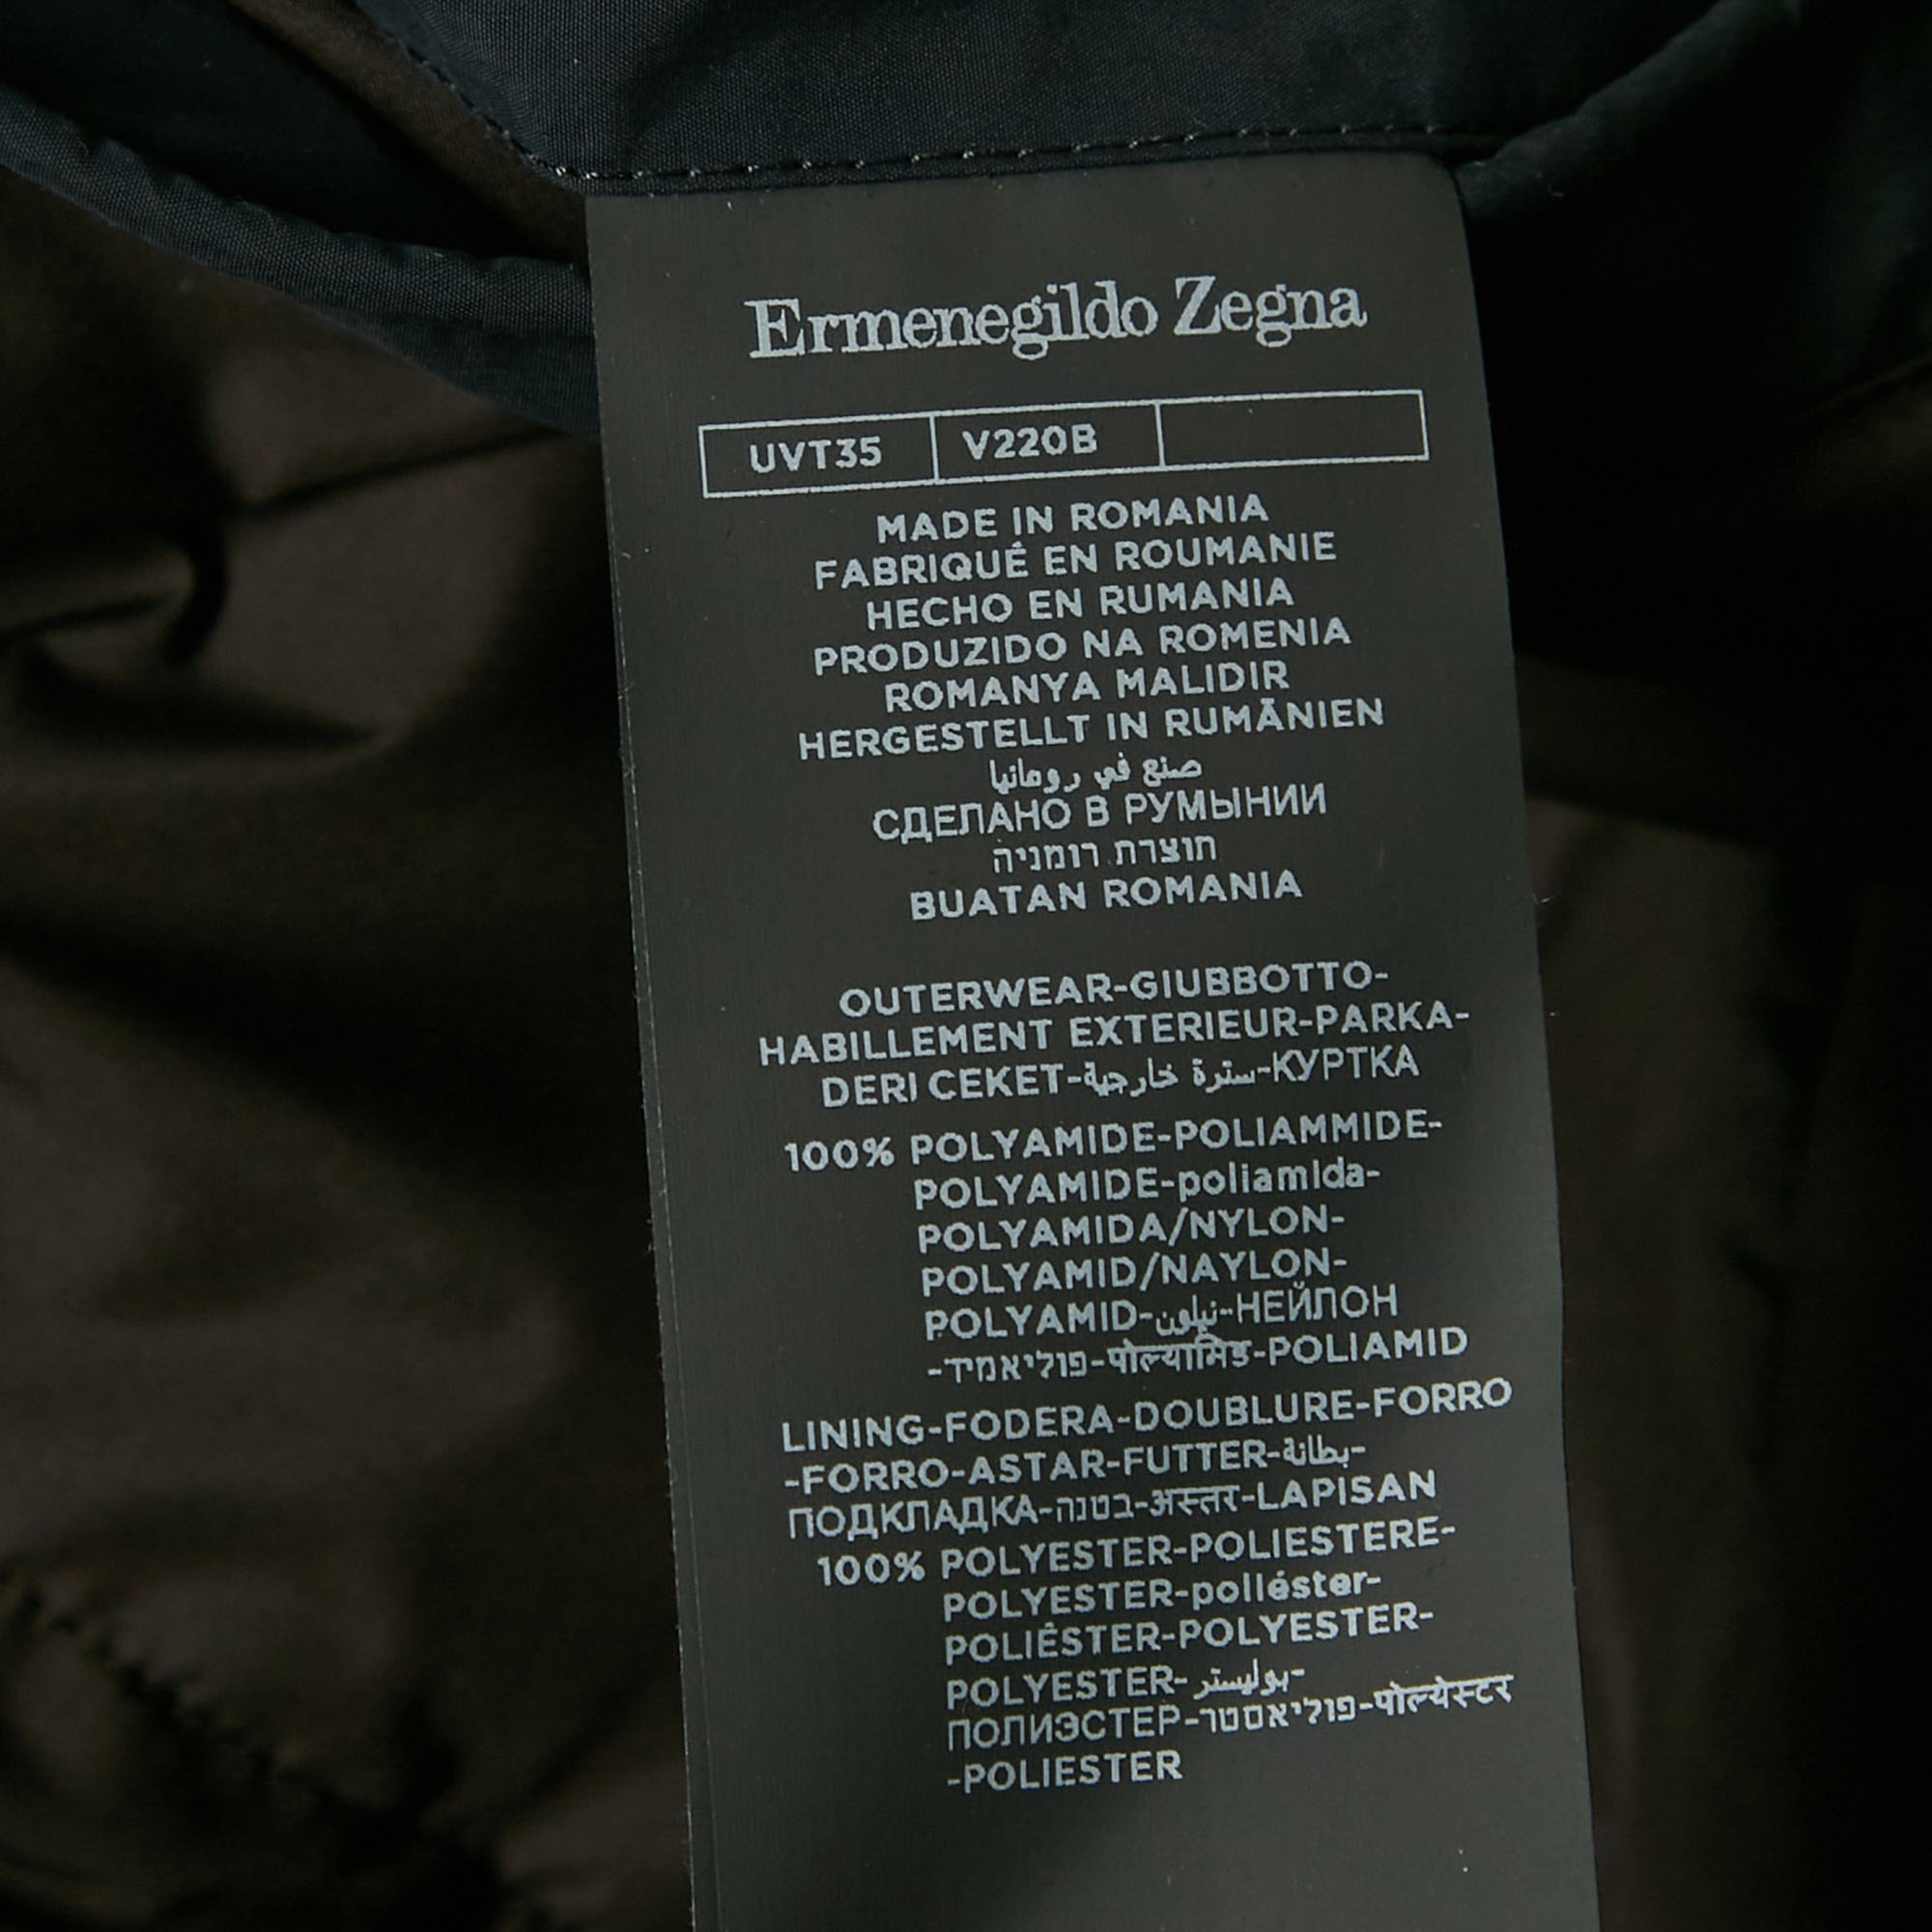 Ermenegildo Zegna
UVT35 V220B
MADE IN ROMANIA
FABRIQUÉ EN ROUMANIE
HECHO EN RUMANIA
PRODUZIDO NA ROMENIA
ROMANYA MALIDIR
HERGESTELLT IN RUMÄNIEN
صنع في رومانيا
СДЕЛАНО В РУМЫНИИ
תוצרת רומניה
BUATAN ROMANIA
OUTERWEAR-GIUBBOTTO-
HABILLEMENT EXTERIEUR-PARKA-
DERI CEKET-سترة خارجية-КУРТКА
100% POLYAMIDE-POLIAMMIDE-
POLYAMIDE-poliamida-
POLYAMIDA/NYLON-
POLYAMID/NAYLON-
POLYAMID-نيلون-НЕЙЛОН
-פוליאמיד-पोल्यामिड-POLIAMID
LINING-FODERA-DOUBLURE-FORRO
-FORRO-ASTAR-FUTTER-بطانة-
ПОДКЛАДКА-בטנה-अस्तर-LAPISAN
100% POLYESTER-POLIESTERE-
POLYESTER-poliéster-
POLIÉSTER-POLYESTER-
POLYESTER-بوليستر-
ПОЛИЭСТЕР-פוליאסטר-पोल्येस्टर
-POLIESTER